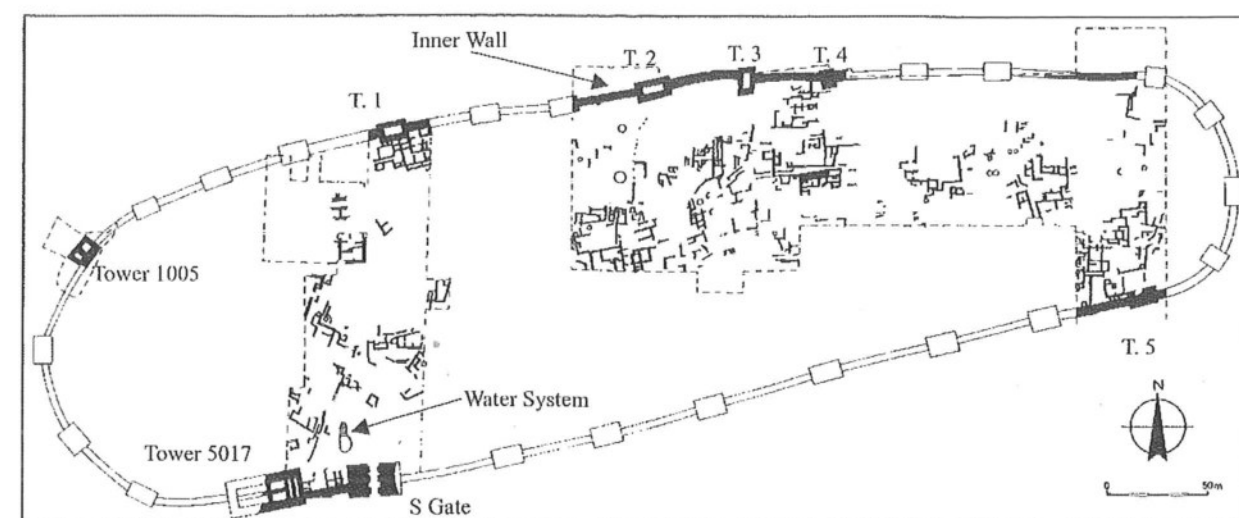 Inner Wall
T. 1
T. 2
T. 3
T. 4
Tower 1005
Water System
Tower 5017
S Gate
T. 5
N
0 50m